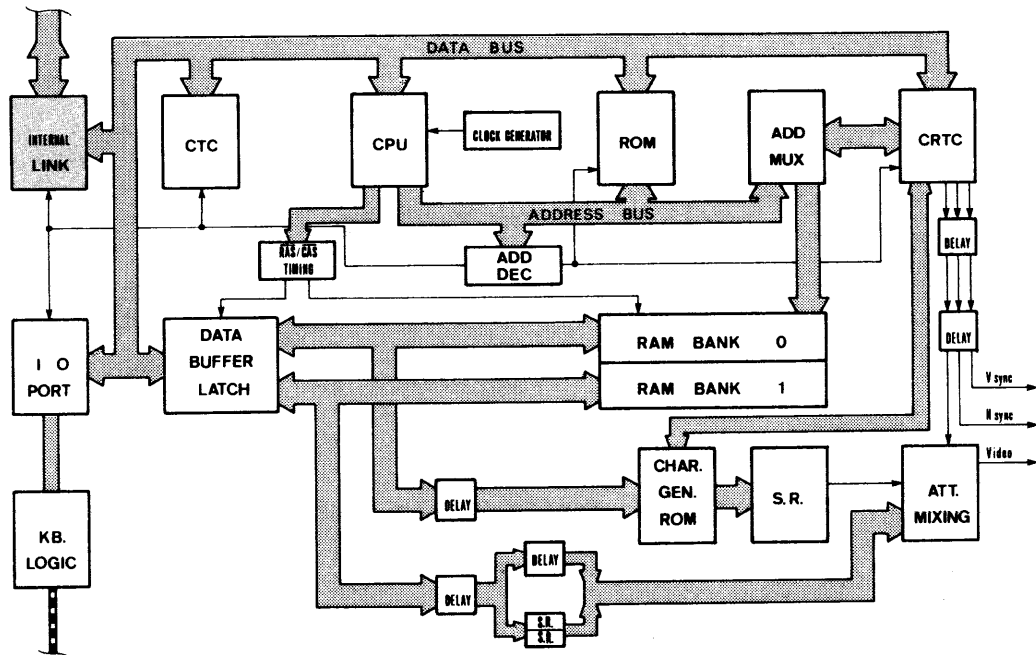 DATA BUS
INTERNAL
LINK
CTC
CPU
CLOCK GENERATOR
ROM
ADD
MUX
CRTC
ADDRESS BUS
RAS/CAS
TIMING
ADD
DEC
DELAY
I O
PORT
DATA
BUFFER
LATCH
RAM BANK 0
RAM BANK 1
DELAY
V sync
H sync
Video
KB.
LOGIC
DELAY
CHAR.
GEN.
ROM
S.R.
ATT.
MIXING
DELAY
DELAY
S.R.
S.R.